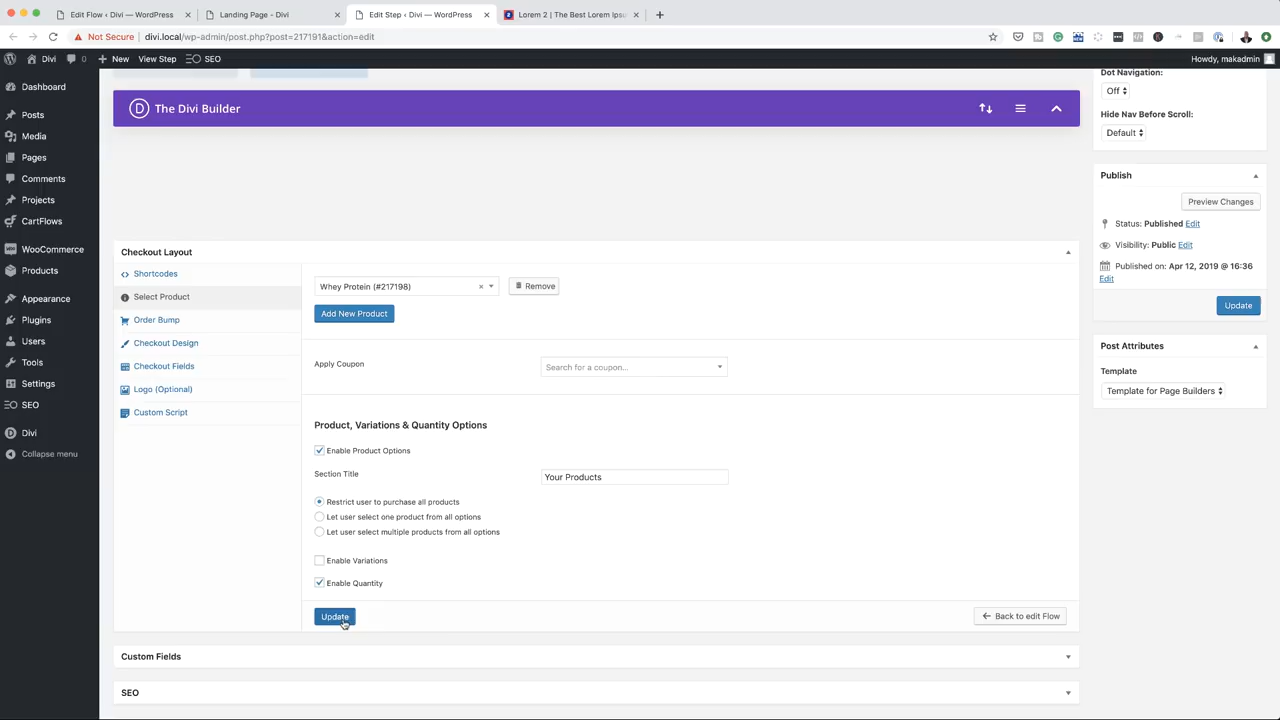 Edit Flow ‹ Divi — WordPress
Landing Page - Divi
Edit Step ‹ Divi — WordPress
Lorem 2 | The Best Lorem Ipsu
Not Secure | divi.local/wp-admin/post.php?post=217191&action=edit
Divi 0 New View Step SEO
Howdy, makadmin
Dashboard
Posts
Media
Pages
Comments
Projects
CartFlows
WooCommerce
Products
Appearance
Plugins
Users
Tools
Settings
SEO
Divi
Collapse menu
The Divi Builder
Checkout Layout
Shortcodes
Select Product
Order Bump
Checkout Design
Checkout Fields
Logo (Optional)
Custom Script
Whey Protein (#217198)
Remove
Add New Product
Apply Coupon
Search for a coupon...
Product, Variations & Quantity Options
Enable Product Options
Section Title
Your Products
Restrict user to purchase all products
Let user select one product from all options
Let user select multiple products from all options
Enable Variations
Enable Quantity
Update
Back to edit Flow
Custom Fields
SEO
Dot Navigation:
Off
Hide Nav Before Scroll:
Default
Publish
Preview Changes
Status: Published Edit
Visibility: Public Edit
Published on: Apr 12, 2019 @ 16:36
Edit
Update
Post Attributes
Template
Template for Page Builders